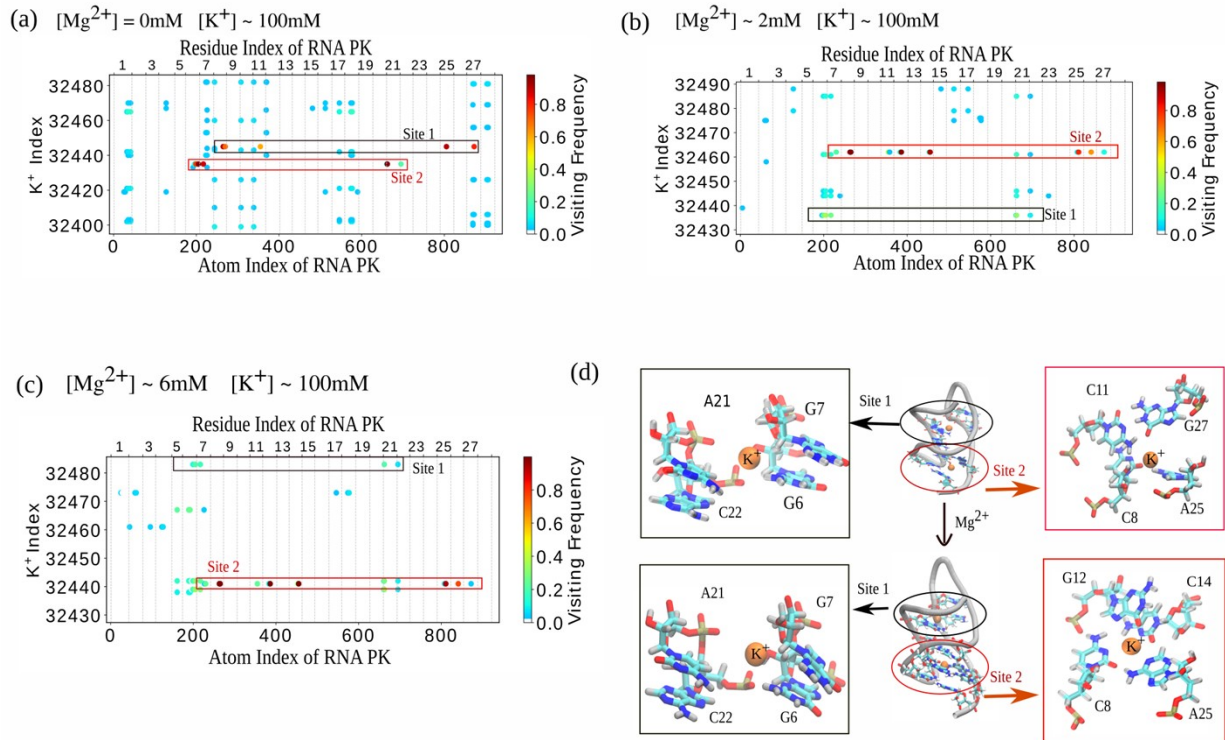 (a) [Mg2+] = 0mM [K+] ~ 100mM
Residue Index of RNA PK
1 3 5 7 9 11 13 15 17 19 21 23 25 27
32480
32460
32440
32420
32400
K+ Index
Site 1
Site 2
0 200 400 600 800
Atom Index of RNA PK
0.8
0.6
0.4
0.2
0.0
Visiting Frequency
(b) [Mg2+] ~ 2mM [K+] ~ 100mM
Residue Index of RNA PK
1 3 5 7 9 11 13 15 17 19 21 23 25 27
32490
32480
32470
32460
32450
32440
32430
K+ Index
Site 2
Site 1
0 200 400 600 800
Atom Index of RNA PK
0.8
0.6
0.4
0.2
0.0
Visiting Frequency
(c) [Mg2+] ~ 6mM [K+] ~ 100mM
Residue Index of RNA PK
1 3 5 7 9 11 13 15 17 19 21 23 25 27
32480
32470
32460
32450
32440
32430
K+ Index
Site 1
Site 2
0 200 400 600 800
Atom Index of RNA PK
0.8
0.6
0.4
0.2
0.0
Visiting Frequency
(d)
A21 G7
K+
G6
C22
Site 1
Site 2
Mg2+
C11
G27
K+
C8 A25
A21 G7
K+
C22 G6
Site 1
Site 2
G12 C14
K+
C8 A25